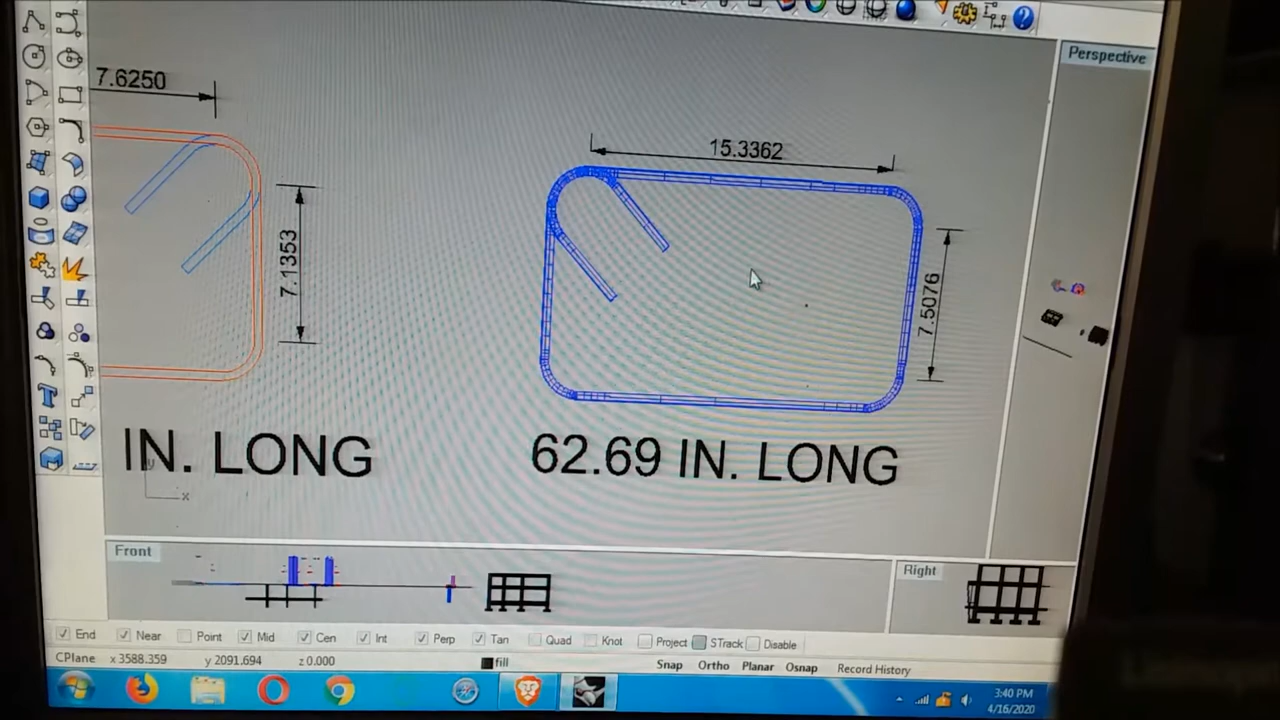 Perspective
7.6250
15.3362
7.1353
7.5076
IN. LONG
62.69 IN. LONG
x
Front
Right
End Near Point Mid Cen Int Perp Tan Quad Knot Project STrack Disable
CPlane x 3588.359 y 2091.694 z 0.000 fill Snap Ortho Planar Osnap Record History
3:40 PM
4/16/2020